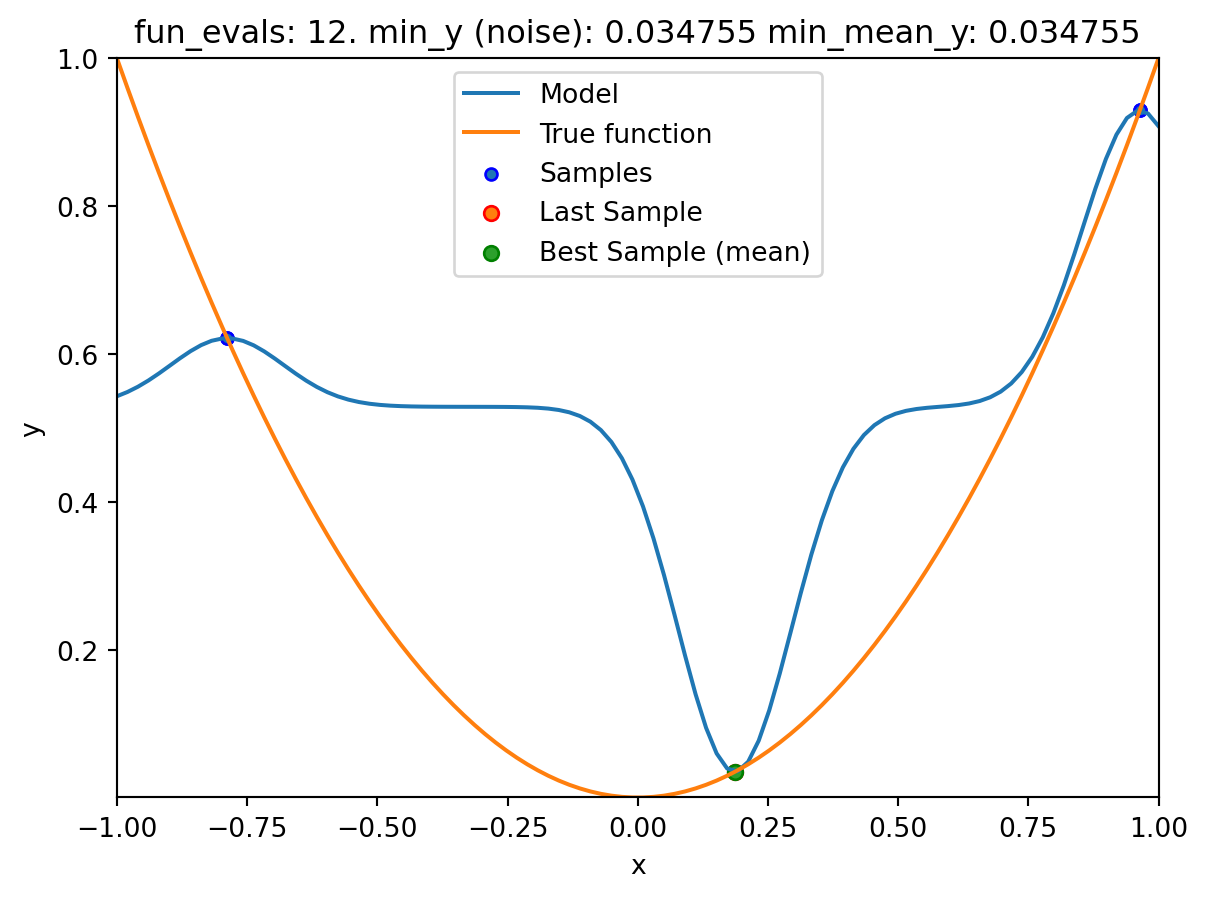 fun_evals: 12. min_y (noise): 0.034755 min_mean_y: 0.034755
Model
True function
Samples
Last Sample
Best Sample (mean)
1.0
0.8
0.6
0.4
0.2
y
−1.00 −0.75 −0.50 −0.25 0.00 0.25 0.50 0.75 1.00
x